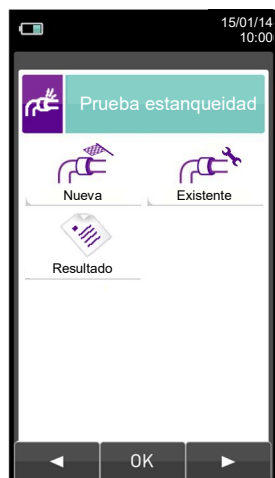 15/01/14
10:00
Prueba estanqueidad
Nueva
Existente
Resultado
OK